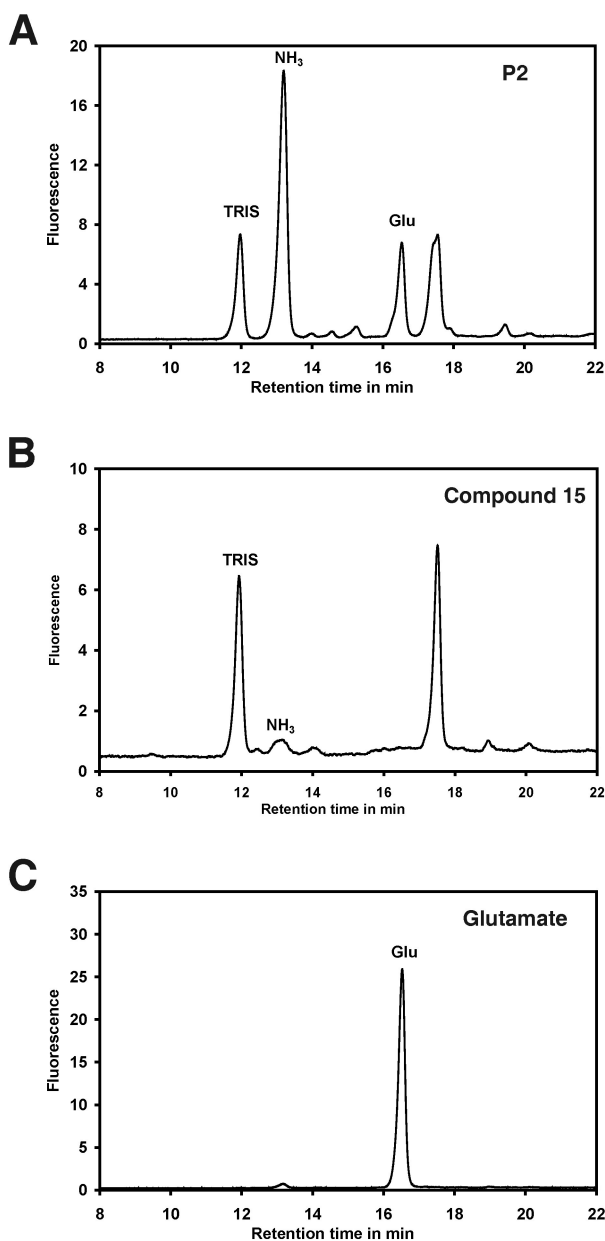 A
20
16
12
8
4
0
Fluorescence
P2
TRIS
NH3
Glu
8 10 12 14 16 18 20 22
Retention time in min
B
10
8
6
4
2
0
Fluorescence
Compound 15
TRIS
NH3
8 10 12 14 16 18 20 22
Retention time in min
C
35
30
25
20
15
10
5
0
Fluorescence
Glutamate
Glu
8 10 12 14 16 18 20 22
Retention time in min